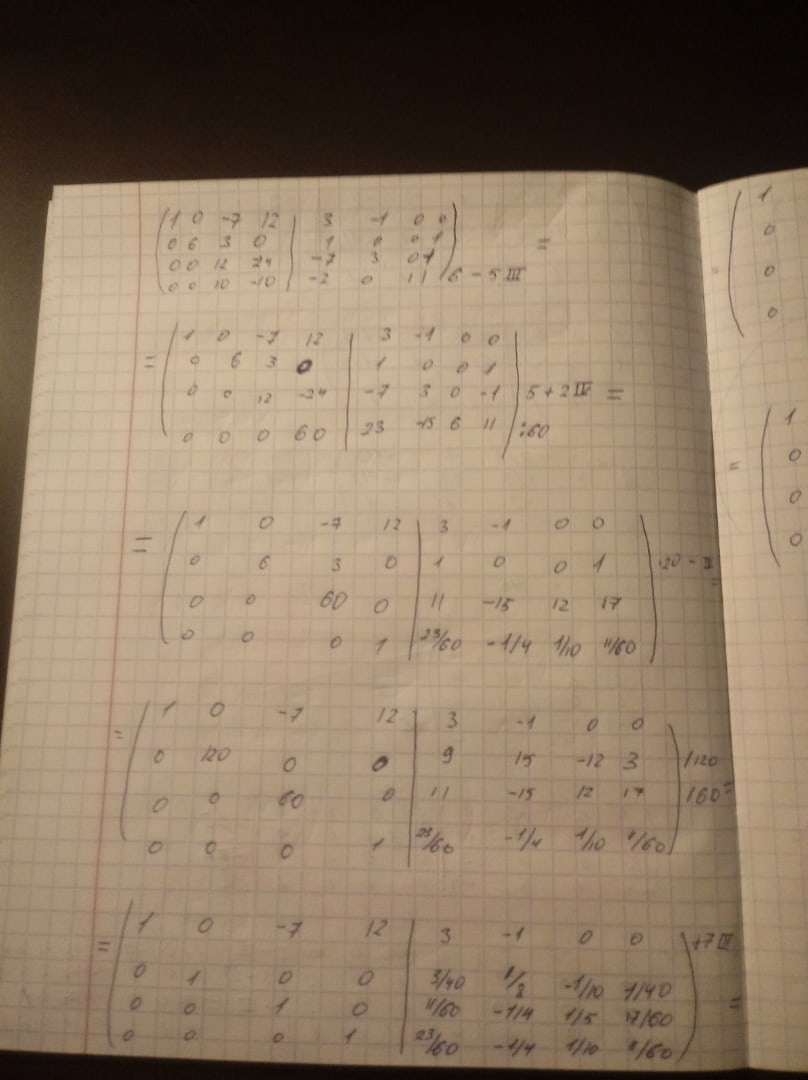 ( 1 0 -7 12 | 3 -1 0 0 )
( 0 6 3 0 | 1 0 0 1 ) =
( 0 0 12 24 | -7 3 0 1 )
( 0 0 10 -10 | -2 0 1 1 ) 6 - 5 III
= ( 1 0 -7 12 | 3 -1 0 0 )
( 0 6 3 0 | 1 0 0 1 )
( 0 0 12 -24 | -7 3 0 -1 ) 5 + 2 IV =
( 0 0 0 60 | 23 -15 6 11 ) :60
= ( 1 0 -7 12 | 3 -1 0 0 )
( 0 6 3 0 | 1 0 0 1 ) ·20 - III =
( 0 0 60 0 | 11 -15 12 17 )
( 0 0 0 1 | 23/60 -1/4 1/10 11/60 )
= ( 1 0 -7 12 | 3 -1 0 0 )
( 0 120 0 0 | 9 15 -12 3 ) /120
( 0 0 60 0 | 11 -15 12 17 ) /60 =
( 0 0 0 1 | 23/60 -1/4 1/10 11/60 )
= ( 1 0 -7 12 | 3 -1 0 0 ) +7 III
( 0 1 0 0 | 3/40 1/8 -1/10 1/40 )
( 0 0 1 0 | 11/60 -1/4 1/5 17/60 ) =
( 0 0 0 1 | 23/60 -1/4 1/10 11/60 )
= ( 1
0
0
0
= ( 1
0
0
0